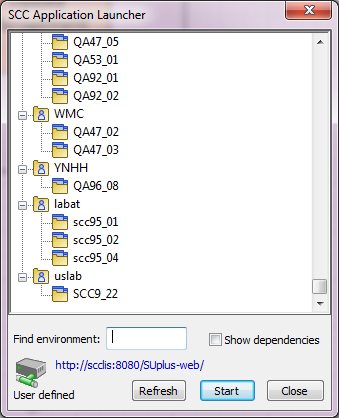 SCC Application Launcher
QA47_05
QA53_01
QA92_01
QA92_02
WMC
QA47_02
QA47_03
YNHH
QA96_08
labat
scc95_01
scc95_02
scc95_04
uslab
SCC9_22
Find environment:
Show dependencies
http://scclis:8080/SUplus-web/
User defined
Refresh
Start
Close